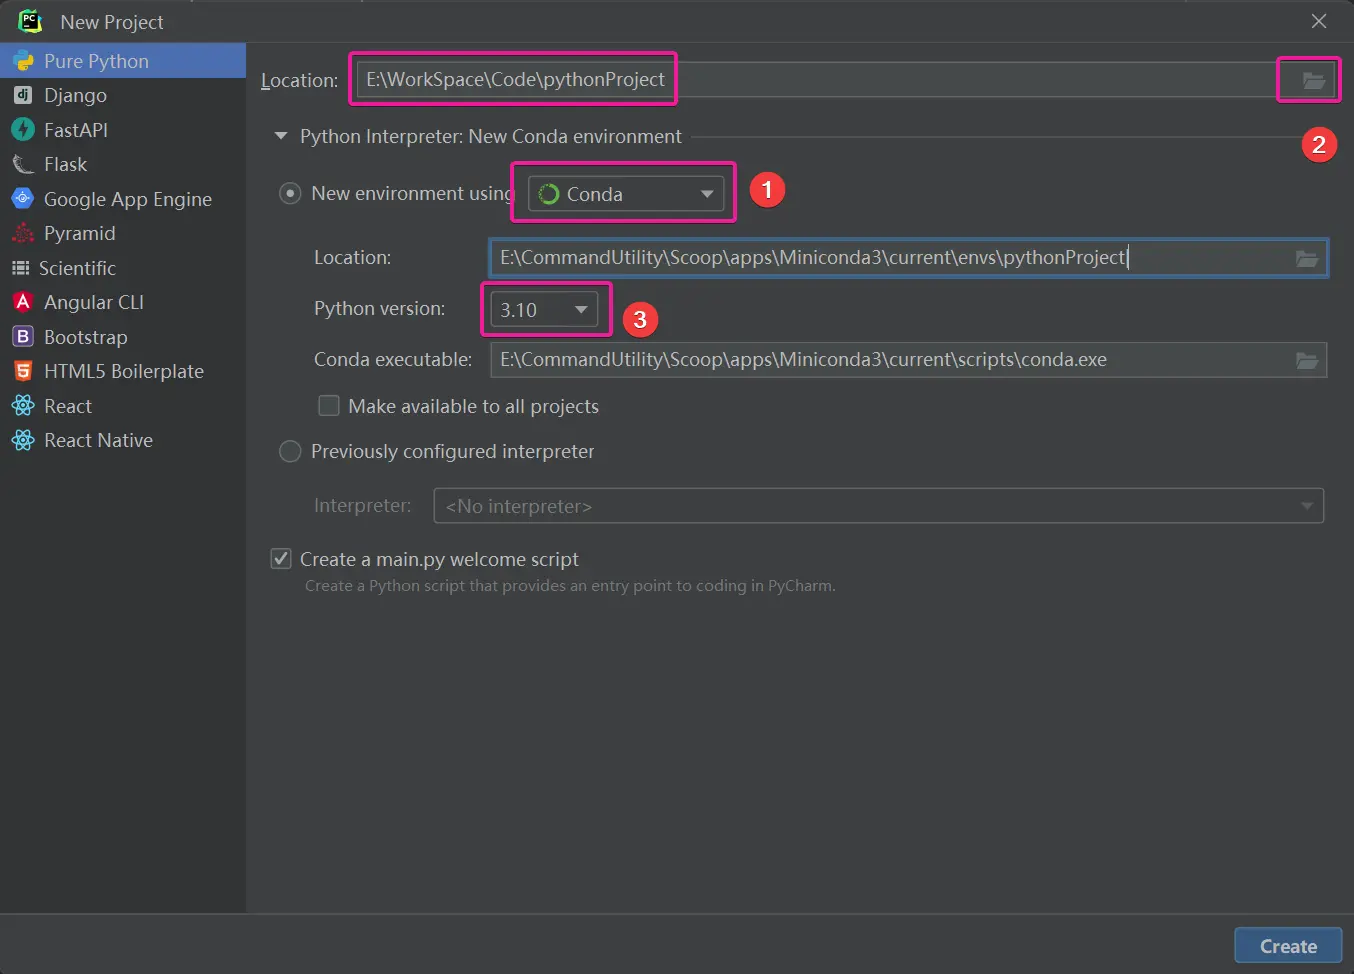 New Project
Pure Python
Django
FastAPI
Flask
Google App Engine
Pyramid
Scientific
Angular CLI
Bootstrap
HTML5 Boilerplate
React
React Native
Location: E:\WorkSpace\Code\pythonProject
2
Python Interpreter: New Conda environment
New environment using Conda 1
Location: E:\CommandUtility\Scoop\apps\Miniconda3\current\envs\pythonProject
Python version: 3.10 3
Conda executable: E:\CommandUtility\Scoop\apps\Miniconda3\current\scripts\conda.exe
Make available to all projects
Previously configured interpreter
Interpreter: <No interpreter>
Create a main.py welcome script
Create a Python script that provides an entry point to coding in PyCharm.
Create